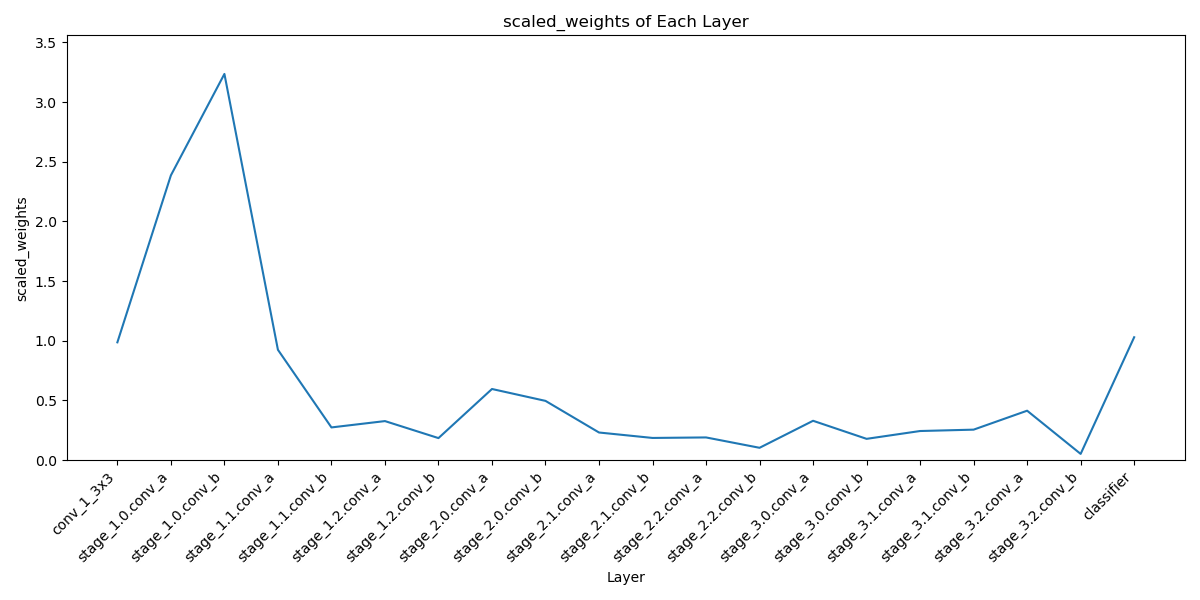 scaled_weights of Each Layer
scaled_weights
3.5
3.0
2.5
2.0
1.5
1.0
0.5
0.0
conv_1_3x3
stage_1.0.conv_a
stage_1.0.conv_b
stage_1.1.conv_a
stage_1.1.conv_b
stage_1.2.conv_a
stage_1.2.conv_b
stage_2.0.conv_a
stage_2.0.conv_b
stage_2.1.conv_a
stage_2.1.conv_b
stage_2.2.conv_a
stage_2.2.conv_b
stage_3.0.conv_a
stage_3.0.conv_b
stage_3.1.conv_a
stage_3.1.conv_b
stage_3.2.conv_a
stage_3.2.conv_b
classifier
Layer